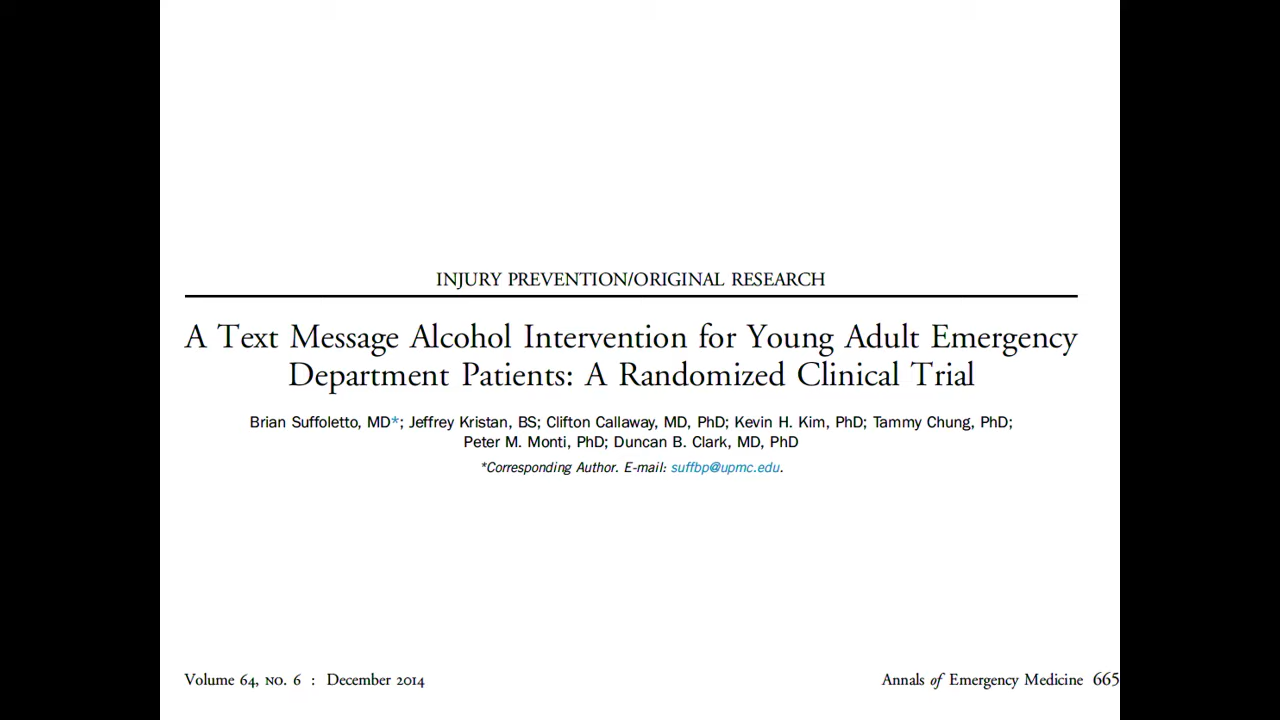 INJURY PREVENTION/ORIGINAL RESEARCH
A Text Message Alcohol Intervention for Young Adult Emergency
Department Patients: A Randomized Clinical Trial
Brian Suffoletto, MD*; Jeffrey Kristan, BS; Clifton Callaway, MD, PhD; Kevin H. Kim, PhD; Tammy Chung, PhD;
Peter M. Monti, PhD; Duncan B. Clark, MD, PhD
*Corresponding Author. E-mail: suffbp@upmc.edu.
Volume 64, NO. 6 : December 2014
Annals of Emergency Medicine 665